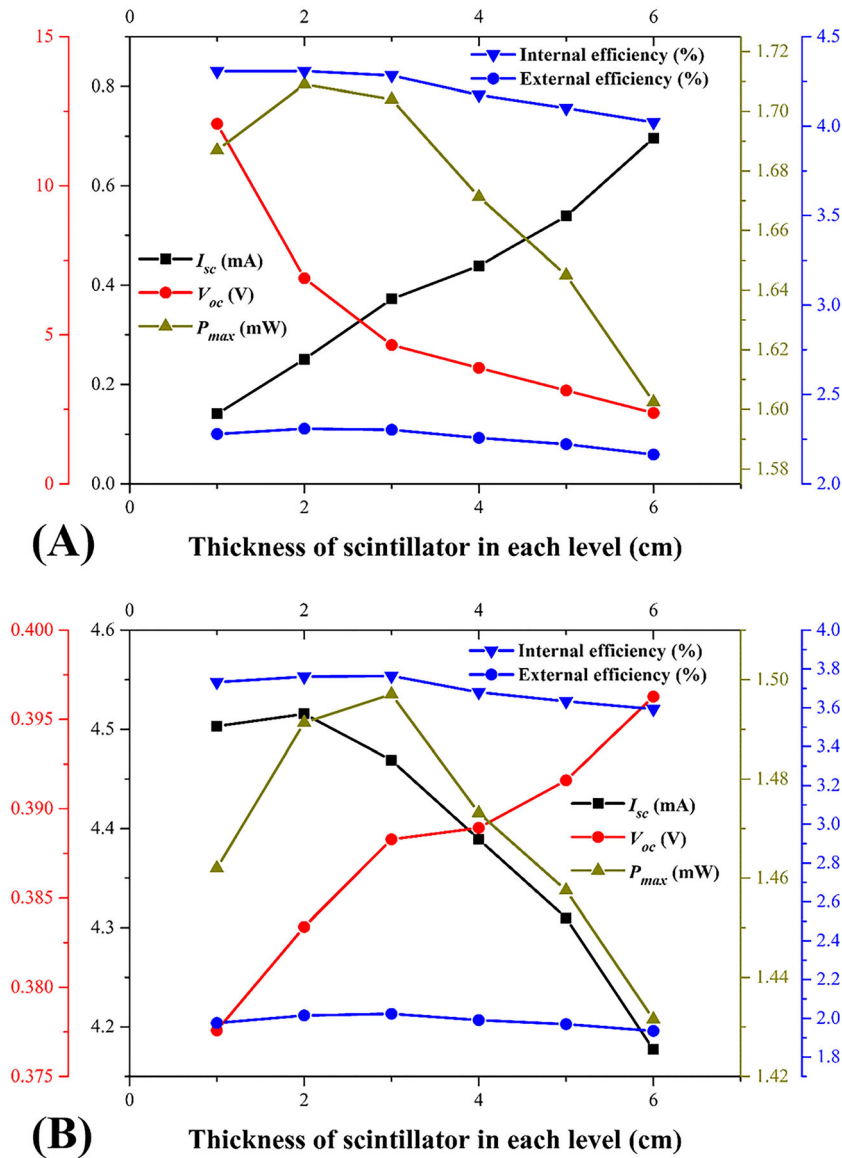 0 2 4 6
15 0.9 1.72 4.5
Internal efficiency (%)
External efficiency (%)
0.8 1.70 4.0
10 0.6 1.68 3.5
I_sc (mA)
V_oc (V)
P_max (mW)
0.4 1.66 3.0
5 0.2 1.64 2.5
1.62
1.60
0 0.0 1.58 2.0
0 2 4 6
(A) Thickness of scintillator in each level (cm)
0 2 4 6
0.400 4.6 4.0
Internal efficiency (%)
External efficiency (%)
1.50 3.8
0.395 4.5 3.6
3.4
0.390 1.48 3.2
I_sc (mA)
V_oc (V)
P_max (mW)
4.4 3.0
2.8
0.385 4.3 1.46 2.6
2.4
0.380 1.44 2.2
4.2 2.0
1.8
0.375 1.42
0 2 4 6
(B) Thickness of scintillator in each level (cm)